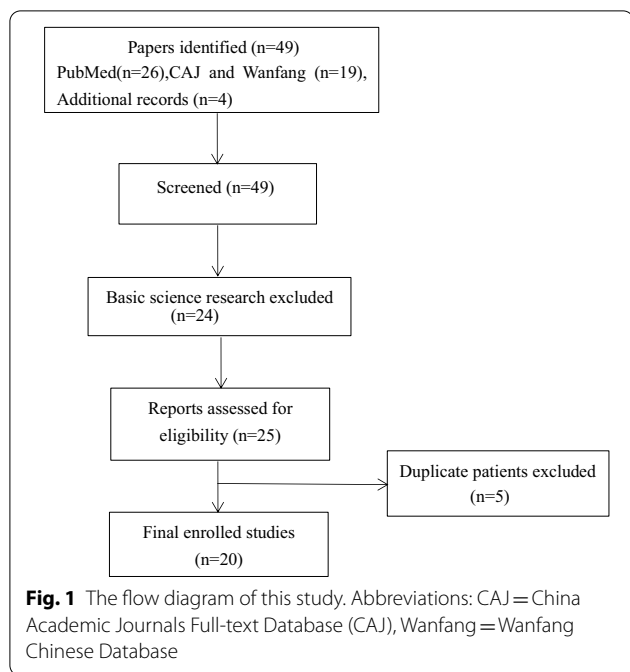 Papers identified (n=49)
PubMed(n=26),CAJ and Wanfang (n=19),
Additional records (n=4)
Screened (n=49)
Basic science research excluded
(n=24)
Reports assessed for
eligibility (n=25)
Duplicate patients excluded
(n=5)
Final enrolled studies
(n=20)
Fig. 1 The flow diagram of this study. Abbreviations: CAJ = China
Academic Journals Full-text Database (CAJ), Wanfang = Wanfang
Chinese Database